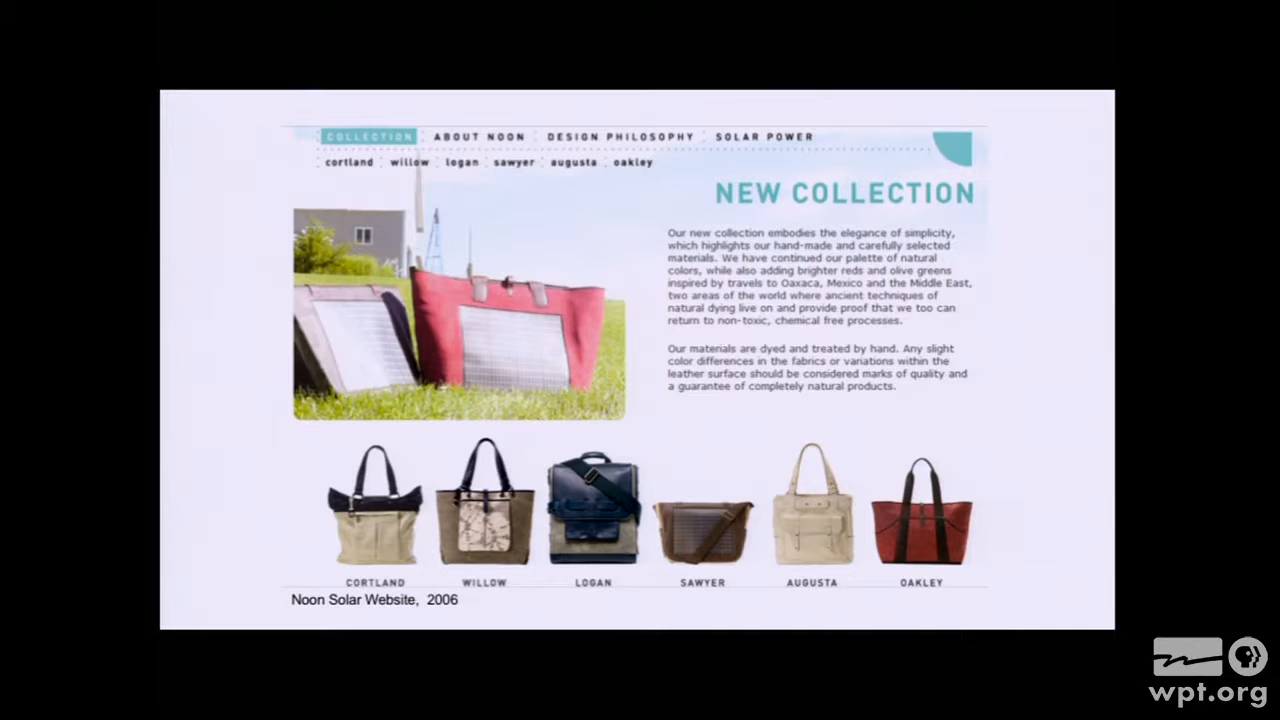 COLLECTION ABOUT NOON DESIGN PHILOSOPHY SOLAR POWER
cortland willow logan sawyer augusta oakley
NEW COLLECTION
Our new collection embodies the elegance of simplicity,
which highlights our hand-made and carefully selected
materials. We have continued our palette of natural
colors, while also adding brighter reds and olive greens
inspired by travels to Oaxaca, Mexico and the Middle East,
two areas of the world where ancient techniques of
natural dying live on and provide proof that we too can
return to non-toxic, chemical free processes.
Our materials are dyed and treated by hand. Any slight
color differences in the fabrics or variations within the
leather surface should be considered marks of quality and
a guarantee of completely natural products.
CORTLAND WILLOW LOGAN SAWYER AUGUSTA OAKLEY
Noon Solar Website, 2006
wpt.org